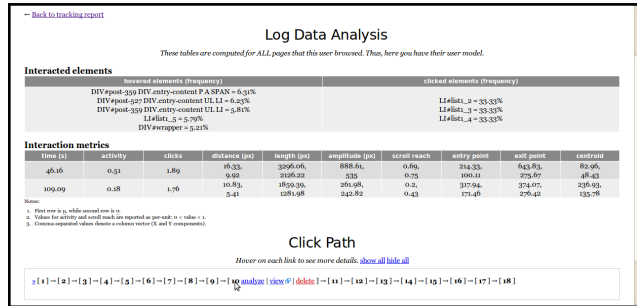 ← Back to tracking report
Log Data Analysis
These tables are computed for ALL pages that this user browsed. Thus, here you have their user model.
Interacted elements
hovered elements (frequency) clicked elements (frequency)
DIV#post-359 DIV.entry-content P A SPAN = 6.31%
DIV#post-527 DIV.entry-content UL LI = 6.23%
DIV#post-359 DIV.entry-content UL LI = 5.81%
LI#list1_5 = 5.79%
DIV#wrapper = 5.21%
LI#list1_2 = 33.33%
LI#list1_3 = 33.33%
LI#list1_4 = 33.33%
Interaction metrics
time (s) activity clicks distance (px) length (px) amplitude (px) scroll reach entry point exit point centroid
46.16 0.51 1.89 16.33, 9.92 3296.06, 2126.22 888.61, 535 0.69, 0.75 214.33, 100.11 643.83, 275.67 82.96, 48.43
109.09 0.18 1.76 10.83, 5.41 1859.39, 1281.98 261.98, 242.82 0.2, 0.43 317.94, 171.46 374.07, 276.42 236.93, 135.78
Notes:
1. First row is μ, while second row is σ.
2. Values for activity and scroll reach are reported as per-unit: 0 < value < 1.
3. Comma-separated values denote a column vector (X and Y components).
Click Path
Hover on each link to see more details. show all hide all
± [ 1 ] → [ 2 ] → [ 3 ] → [ 4 ] → [ 5 ] → [ 6 ] → [ 7 ] → [ 8 ] → [ 9 ] → [ 10 analyze | view | delete ] → [ 11 ] → [ 12 ] → [ 13 ] → [ 14 ] → [ 15 ] → [ 16 ] → [ 17 ] → [ 18 ]